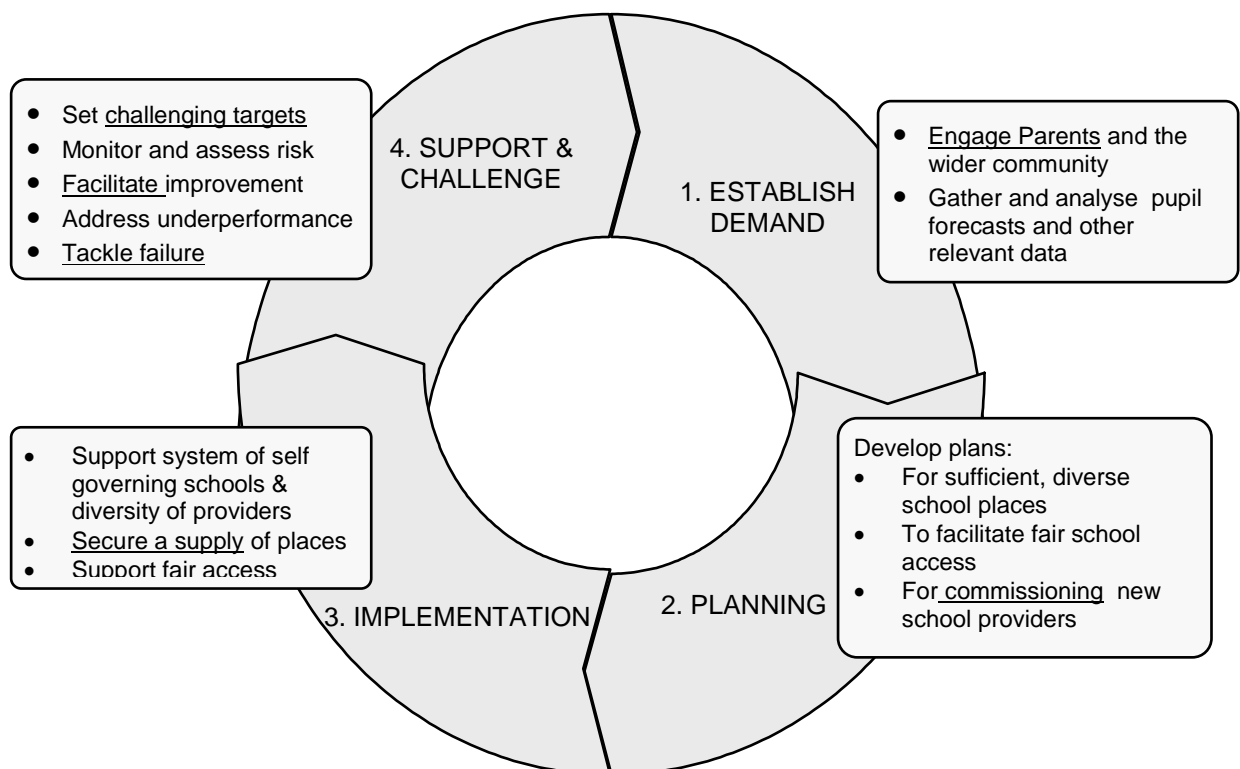 • Set challenging targets
• Monitor and assess risk
• Facilitate improvement
• Address underperformance
• Tackle failure
4. SUPPORT &
CHALLENGE
1. ESTABLISH
DEMAND
• Engage Parents and the
wider community
• Gather and analyse pupil
forecasts and other
relevant data
• Support system of self
governing schools &
diversity of providers
• Secure a supply of places
• Support fair access
3. IMPLEMENTATION
2. PLANNING
Develop plans:
• For sufficient, diverse
school places
• To facilitate fair school
access
• For commissioning new
school providers